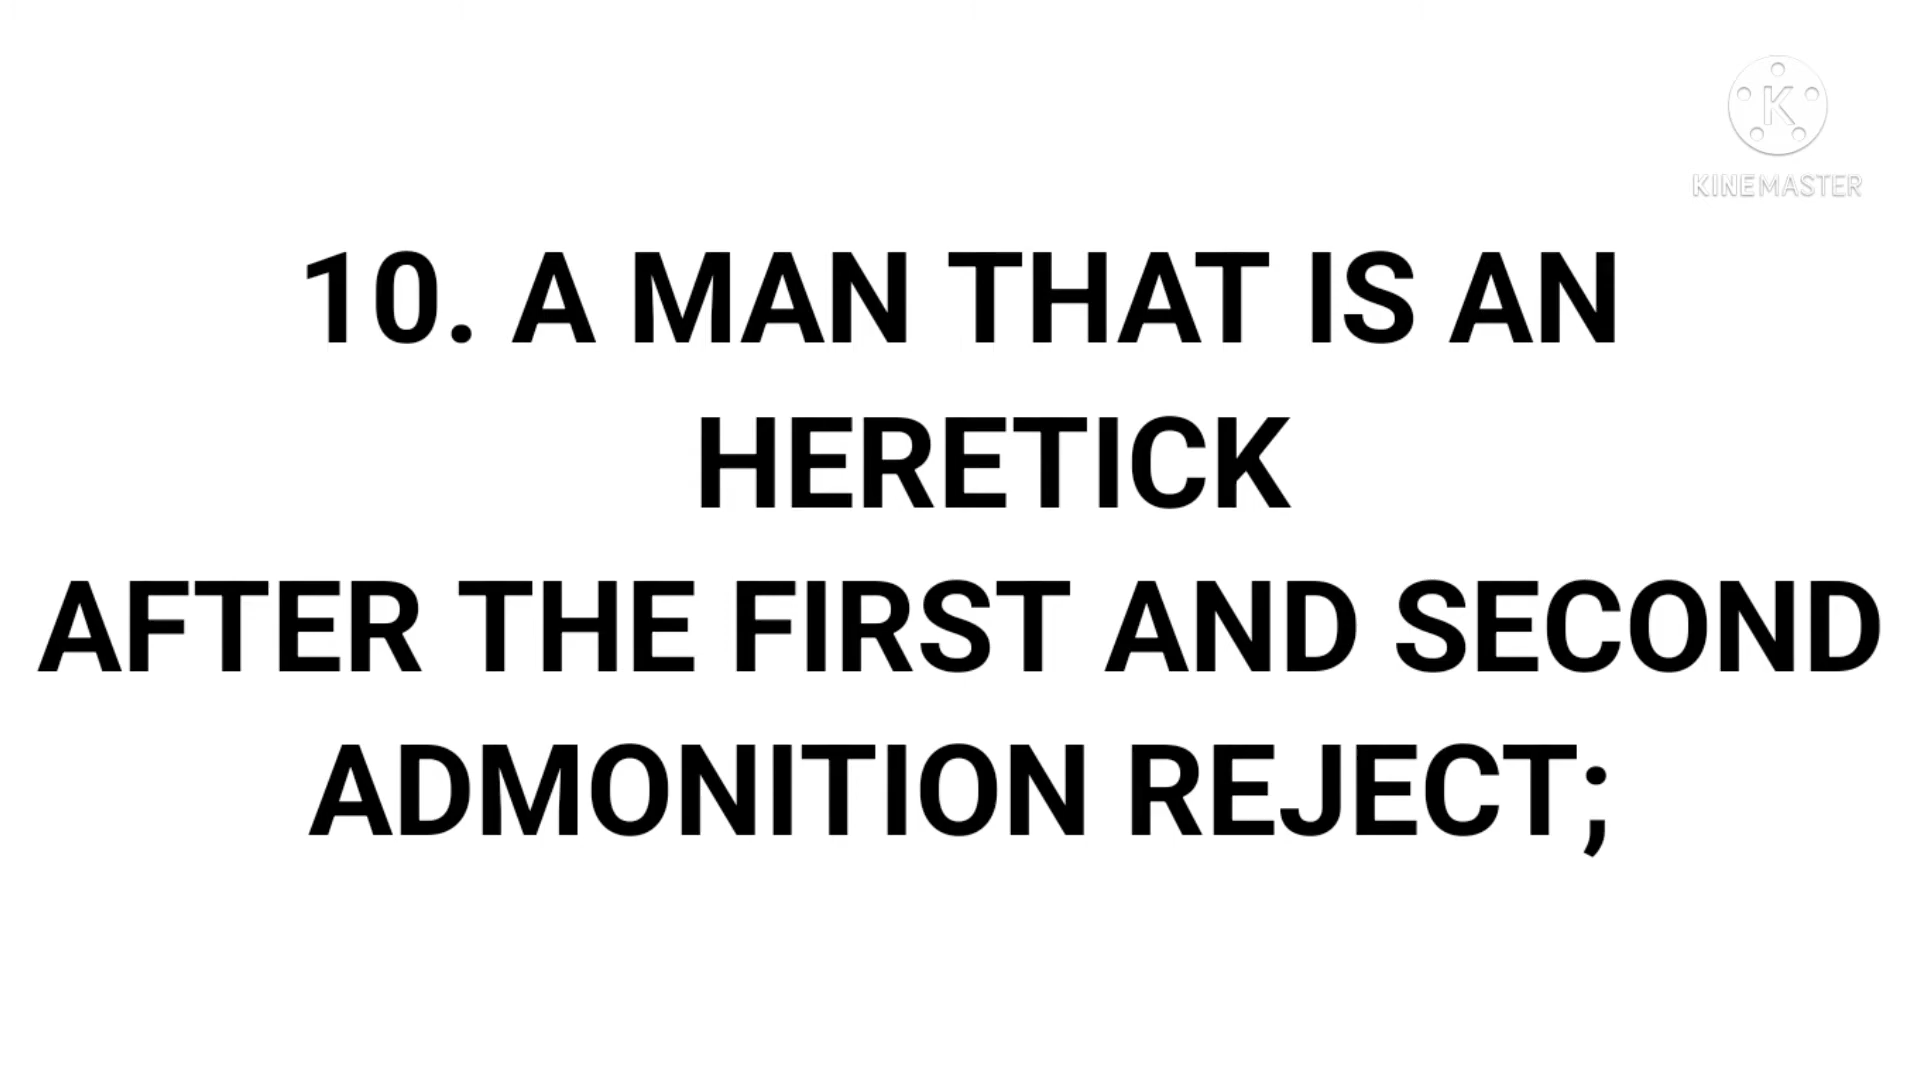 K
KINEMASTER
10. A MAN THAT IS AN
HERETICK
AFTER THE FIRST AND SECOND
ADMONITION REJECT;